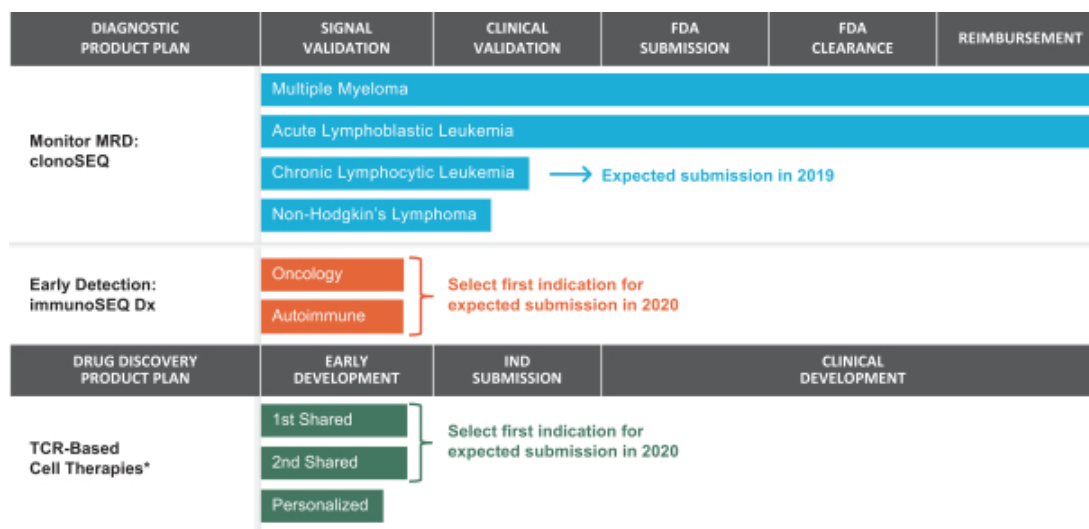 DIAGNOSTIC
PRODUCT PLAN
SIGNAL
VALIDATION
CLINICAL
VALIDATION
FDA
SUBMISSION
FDA
CLEARANCE
REIMBURSEMENT
Monitor MRD:
clonoSEQ
Multiple Myeloma
Acute Lymphoblastic Leukemia
Chronic Lymphocytic Leukemia
Expected submission in 2019
Non-Hodgkin's Lymphoma
Early Detection:
immunoSEQ Dx
Oncology
Autoimmune
Select first indication for
expected submission in 2020
DRUG DISCOVERY
PRODUCT PLAN
EARLY
DEVELOPMENT
IND
SUBMISSION
CLINICAL
DEVELOPMENT
TCR-Based
Cell Therapies*
1st Shared
2nd Shared
Select first indication for
expected submission in 2020
Personalized